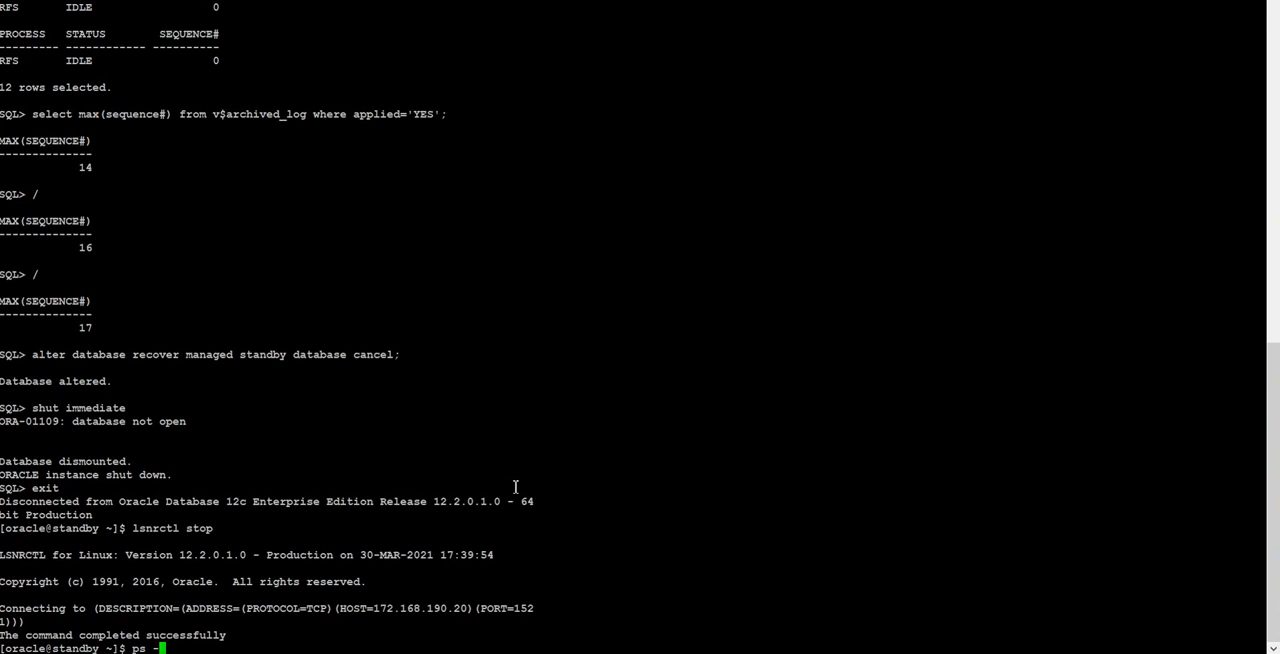 RFS      IDLE                  0
PROCESS   STATUS        SEQUENCE#
--------- ------------ ----------
RFS      IDLE                  0
12 rows selected.
SQL> select max(sequence#) from v$archived_log where applied='YES';
MAX(SEQUENCE#)
--------------
            14
SQL> /
MAX(SEQUENCE#)
--------------
            16
SQL> /
MAX(SEQUENCE#)
--------------
            17
SQL> alter database recover managed standby database cancel;
Database altered.
SQL> shut immediate
ORA-01109: database not open
Database dismounted.
ORACLE instance shut down.
SQL> exit
Disconnected from Oracle Database 12c Enterprise Edition Release 12.2.0.1.0 - 64
bit Production
[oracle@standby ~]$ lsnrctl stop
LSNRCTL for Linux: Version 12.2.0.1.0 - Production on 30-MAR-2021 17:39:54
Copyright (c) 1991, 2016, Oracle.  All rights reserved.
Connecting to (DESCRIPTION=(ADDRESS=(PROTOCOL=TCP)(HOST=172.168.190.20)(PORT=152
1)))
The command completed successfully
[oracle@standby ~]$ ps -